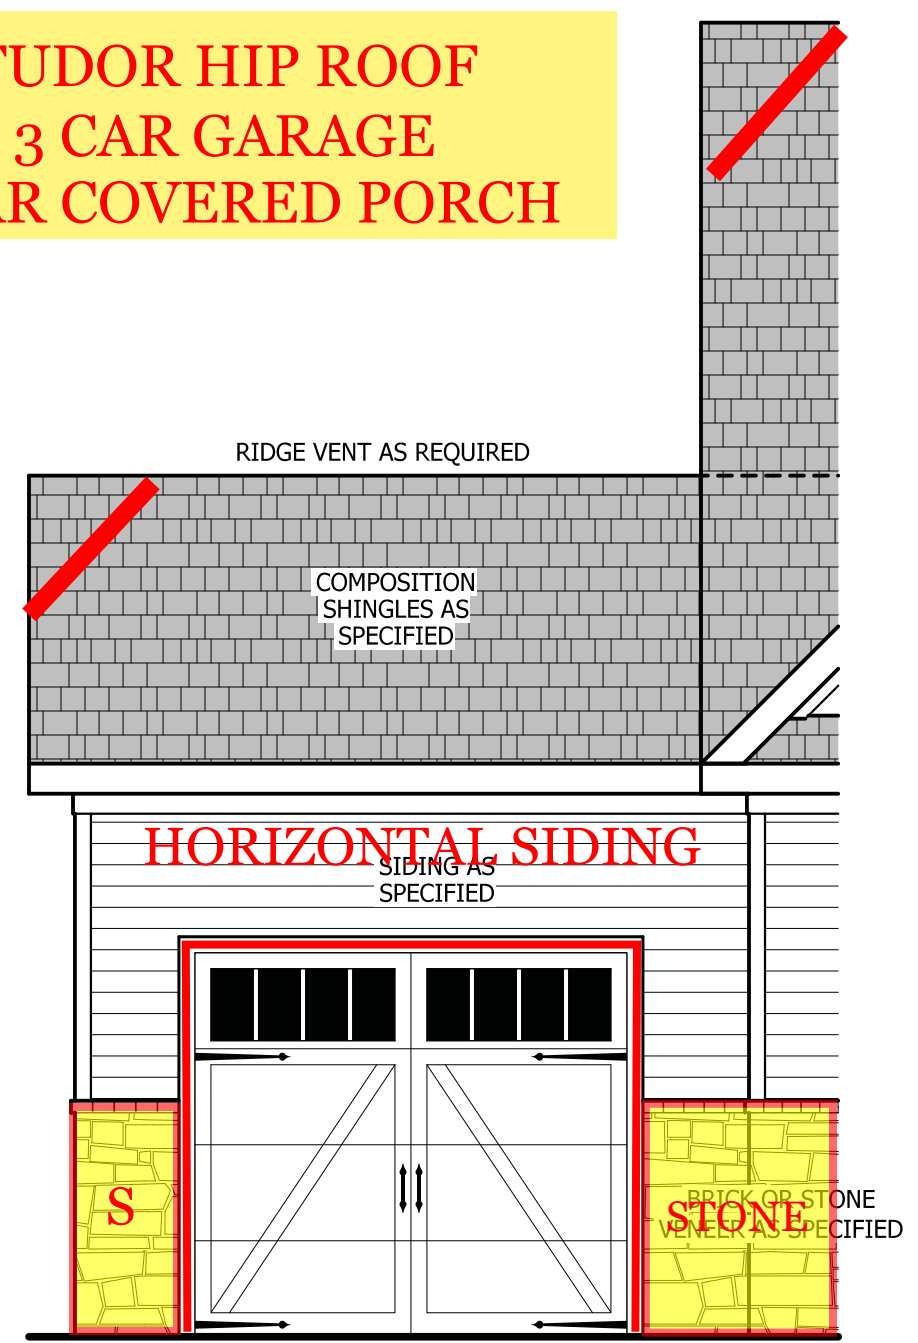 TUDOR HIP ROOF
3 CAR GARAGE
COVERED PORCH
RIDGE VENT AS REQUIRED
COMPOSITION
SHINGLES AS
SPECIFIED
HORIZONTAL SIDING
SIDING AS
SPECIFIED
S
STONE
BRICK OR STONE
VENEER AS SPECIFIED